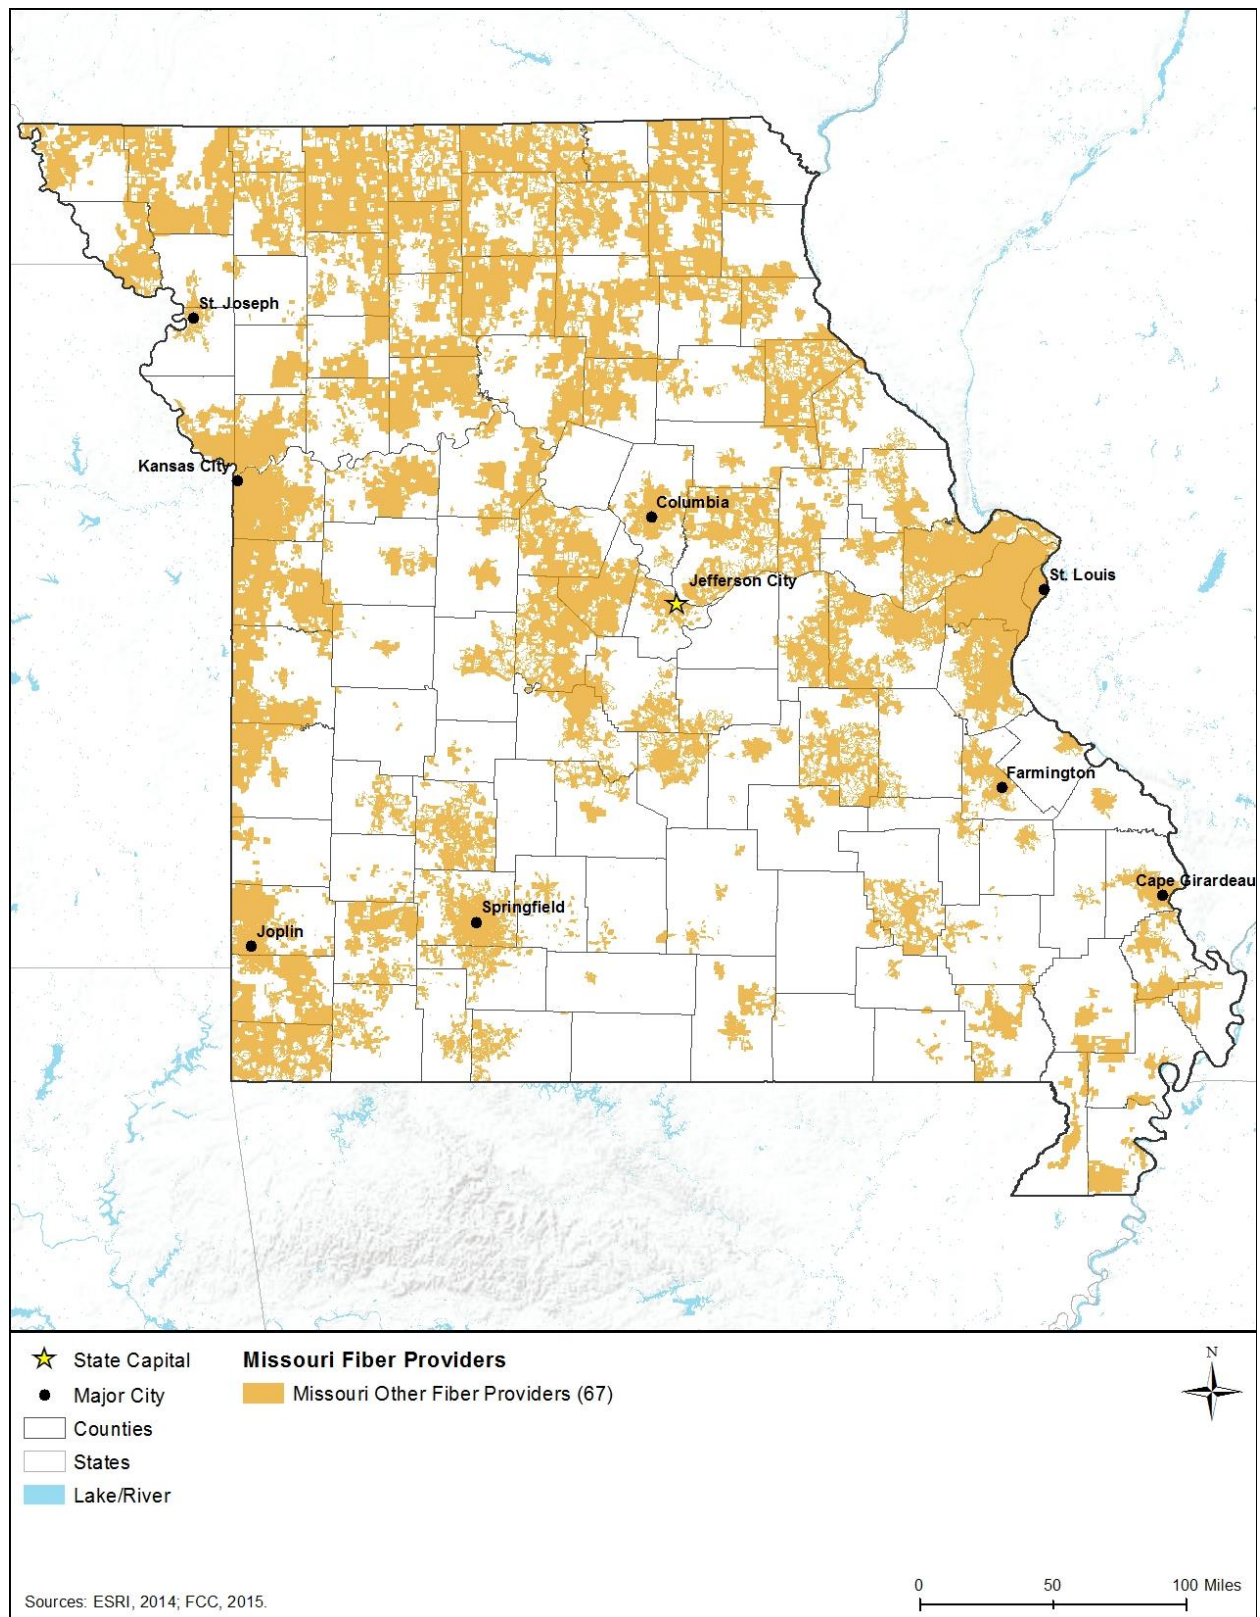 St. Joseph
Kansas City
Columbia
Jefferson City
St. Louis
Farmington
Cape Girardeau
Springfield
Joplin
State Capital
Missouri Fiber Providers
N
Major City
Missouri Other Fiber Providers (67)
Counties
States
Lake/River
0 50 100 Miles
Sources: ESRI, 2014; FCC, 2015.